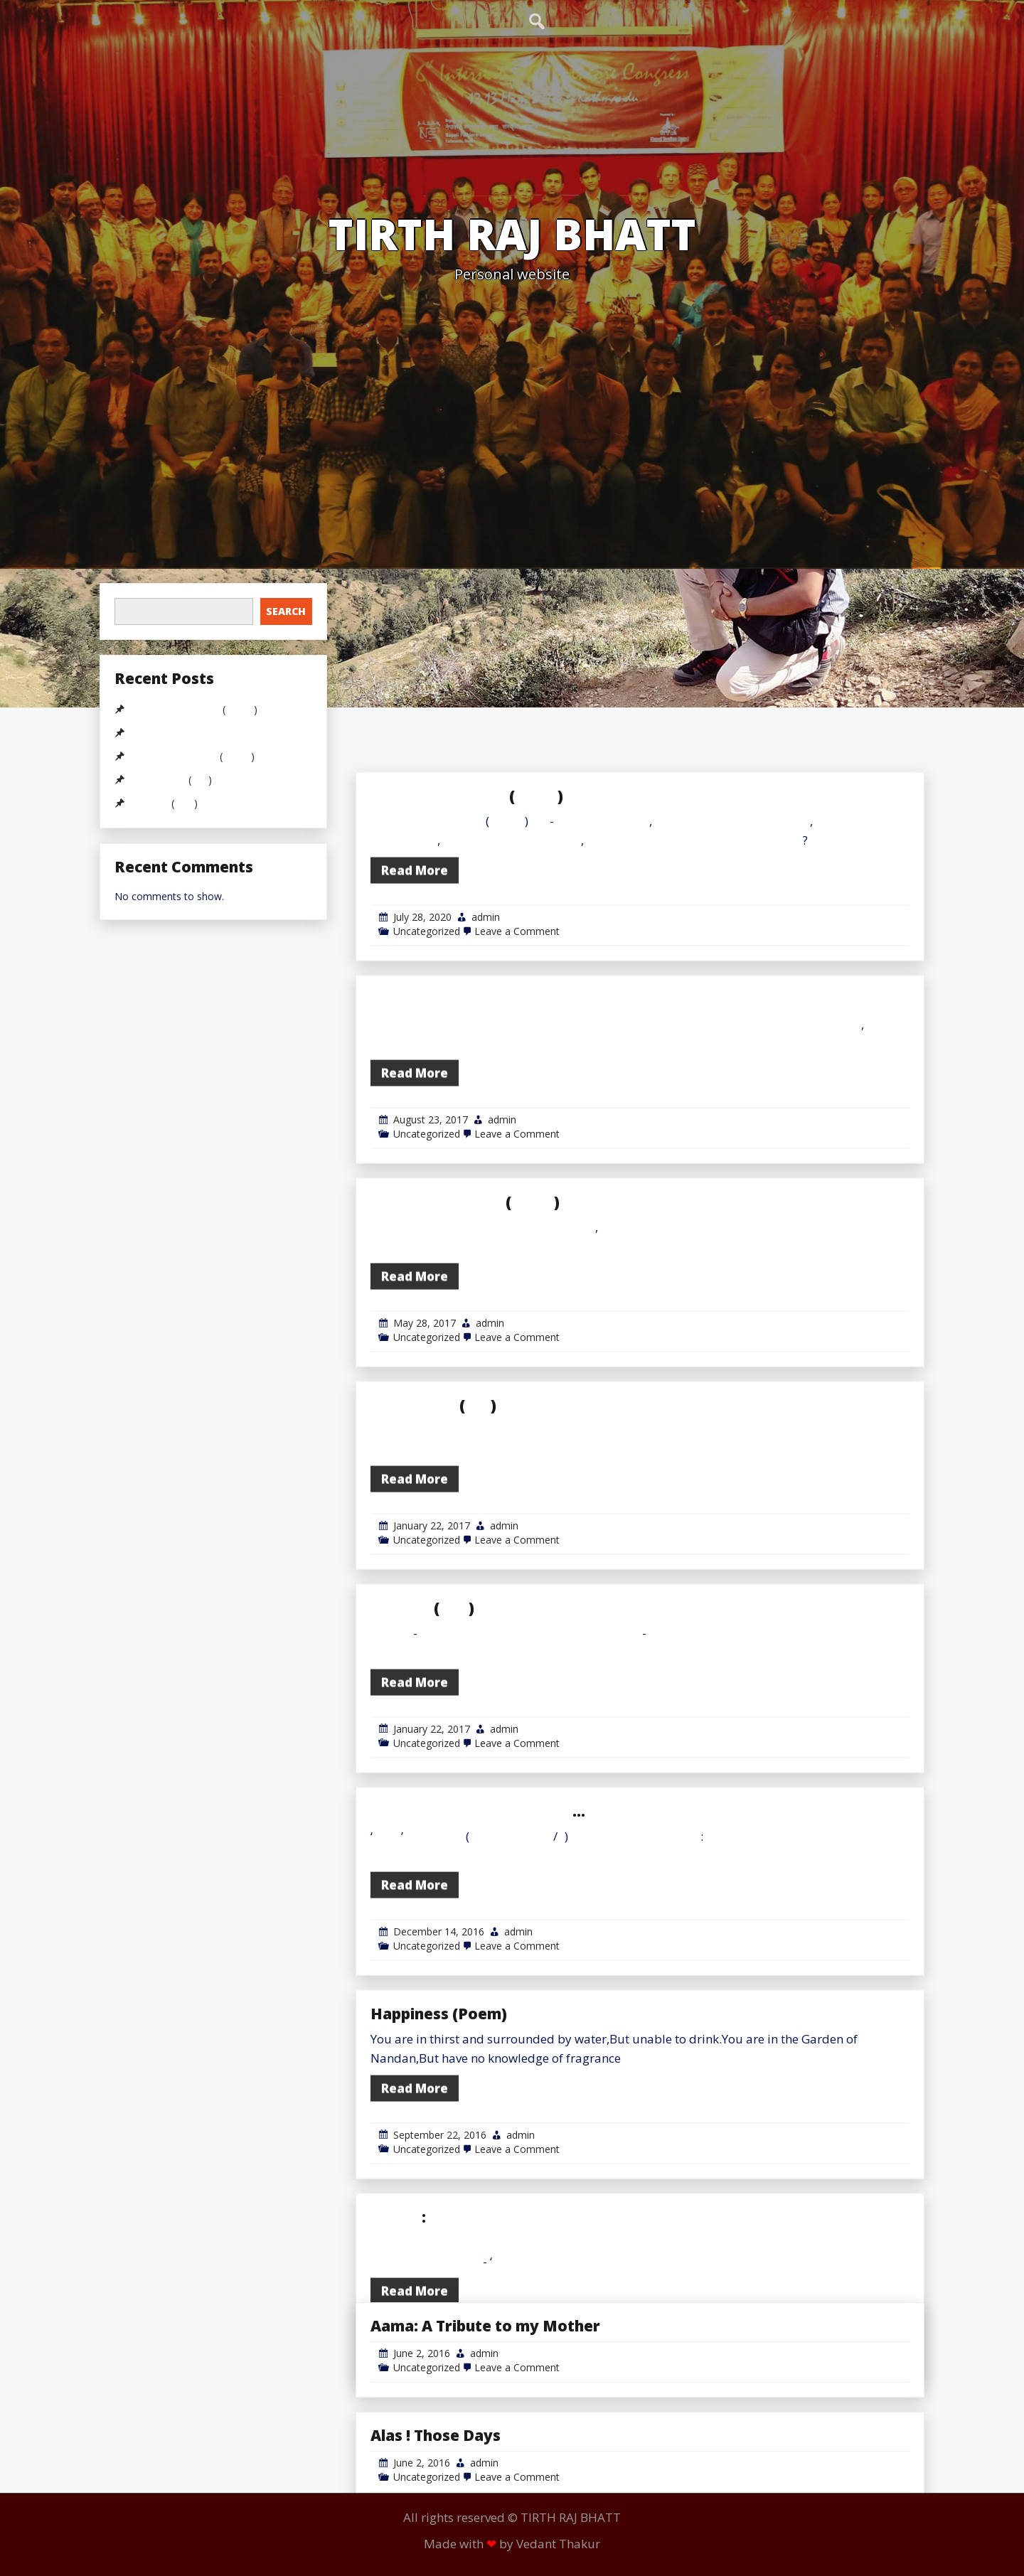 TIRTH RAJ BHATT
Personal website
SEARCH
Recent Posts
( )
( )
( )
( )
Recent Comments
No comments to show.
( )
( ) - , ,
, , ?
Read More
July 28, 2020 admin
Uncategorized Leave a Comment
,
Read More
August 23, 2017 admin
Uncategorized Leave a Comment
( )
,
Read More
May 28, 2017 admin
Uncategorized Leave a Comment
( )
Read More
January 22, 2017 admin
Uncategorized Leave a Comment
( )
- -
Read More
January 22, 2017 admin
Uncategorized Leave a Comment
...
‘ ‘ ( / ) :
Read More
December 14, 2016 admin
Uncategorized Leave a Comment
Happiness (Poem)
You are in thirst and surrounded by water,But unable to drink.You are in the Garden of
Nandan,But have no knowledge of fragrance
Read More
September 22, 2016 admin
Uncategorized Leave a Comment
:
- ‘
Read More
Aama: A Tribute to my Mother
June 2, 2016 admin
Uncategorized Leave a Comment
Alas ! Those Days
June 2, 2016 admin
Uncategorized Leave a Comment
All rights reserved © TIRTH RAJ BHATT
Made with ❤ by Vedant Thakur